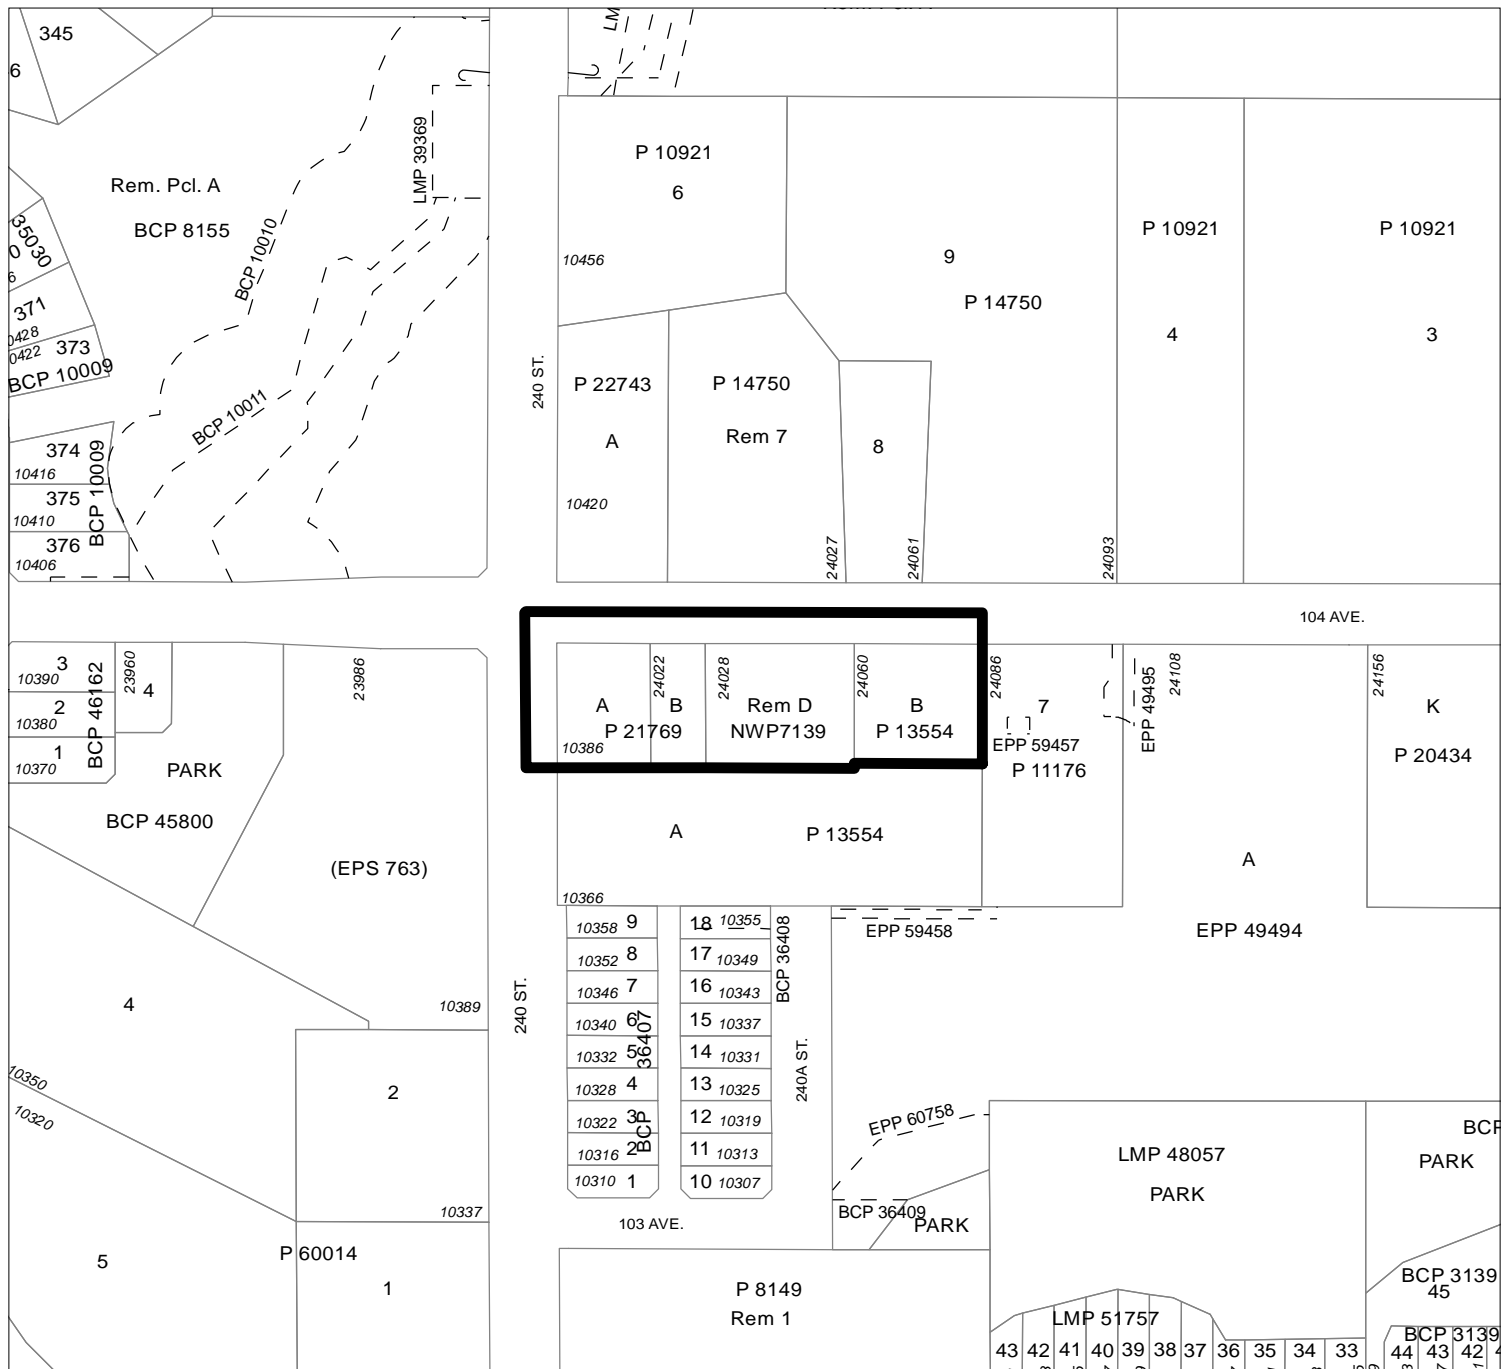 345
6
LM
Rem. Pcl. A
BCP 8155
LMP 39369
BCP 10010
BCP 10011
35030
0
6
371
0428
0422
373
BCP 10009
374
10416
375
10410
376
10406
BCP 10009
P 10921
6
10456
9
P 14750
P 10921
4
P 10921
3
240 ST.
P 22743
A
10420
P 14750
Rem 7
8
24027
24061
24093
104 AVE.
3
10390
2
10380
1
10370
BCP 46162
23960
4
23986
PARK
BCP 45800
(EPS 763)
A
B
P 21769
10386
24022
24028
Rem D
NWP7139
24060
B
P 13554
24086
7
EPP 59457
P 11176
EPP 49495
24108
24156
K
P 20434
A
P 13554
10366
A
EPP 49494
EPP 59458
10358 9
10352 8
10346 7
10340 6
10332 5
10328 4
10322 3
10316 2
10310 1
BCP 36407
18 10355
17 10349
16 10343
15 10337
14 10331
13 10325
12 10319
11 10313
10 10307
BCP 36408
240A ST.
240 ST.
4
10389
10350
10320
2
10337
5
P 60014
1
103 AVE.
EPP 60758
BCP 36409
PARK
LMP 48057
PARK
BCP
PARK
P 8149
Rem 1
LMP 51757
43 42 41 40 39 38 37 36 35 34 33
BCP 3139
45
BCP 3139
44 43 42